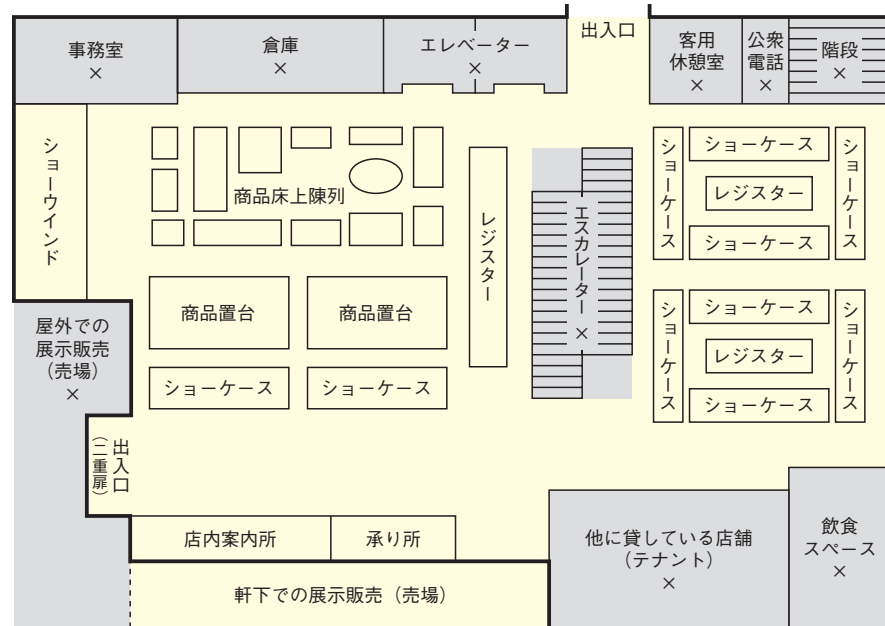 事務室
×
倉庫
×
エレベーター
×
出入口
客用
休憩室
×
公衆
電話
×
階段
×
ショーウインド
商品床上陳列
レジスター
エスカレーター ×
ショーケース
ショーケース
ショーケース
レジスター
ショーケース
商品置台
商品置台
ショーケース
ショーケース
ショーケース
ショーケース
ショーケース
レジスター
ショーケース
屋外での
展示販売
(売場)
×
出入口
(二重扉)
店内案内所
承り所
他に貸している店舗
(テナント)
×
飲食
スペース
×
軒下での展示販売(売場)